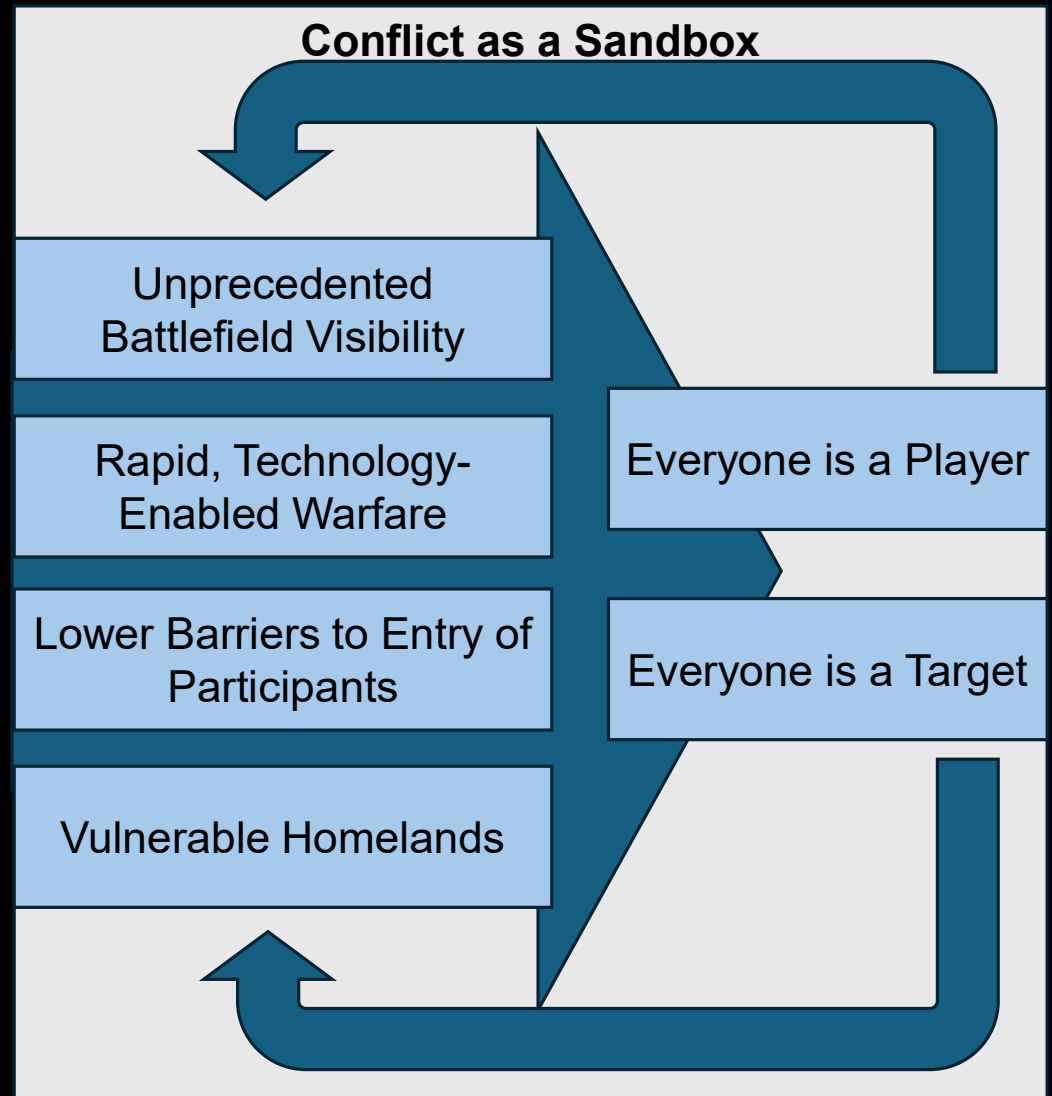 Conflict as a Sandbox
Unprecedented
Battlefield Visibility
Rapid, Technology-
Enabled Warfare
Lower Barriers to Entry of
Participants
Vulnerable Homelands
Everyone is a Player
Everyone is a Target